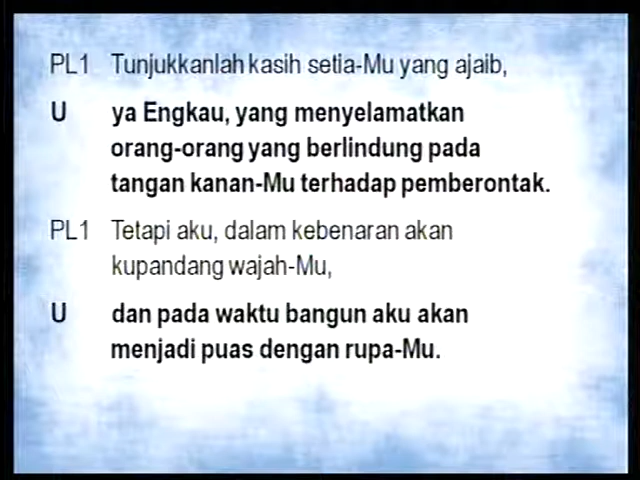 PL1 Tunjukkanlah kasih setia-Mu yang ajaib,
U ya Engkau, yang menyelamatkan
orang-orang yang berlindung pada
tangan kanan-Mu terhadap pemberontak.
PL1 Tetapi aku, dalam kebenaran akan
kupandang wajah-Mu,
U dan pada waktu bangun aku akan
menjadi puas dengan rupa-Mu.